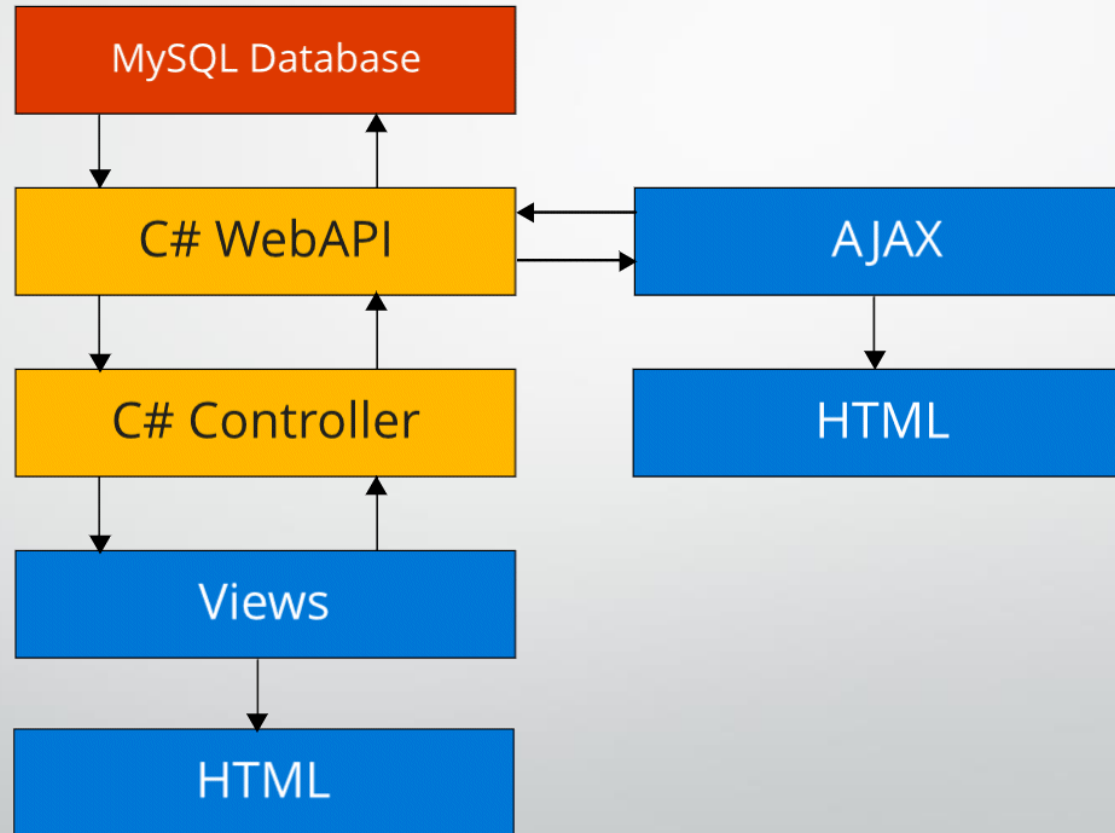 MySQL Database
C# WebAPI
AJAX
C# Controller
HTML
Views
HTML